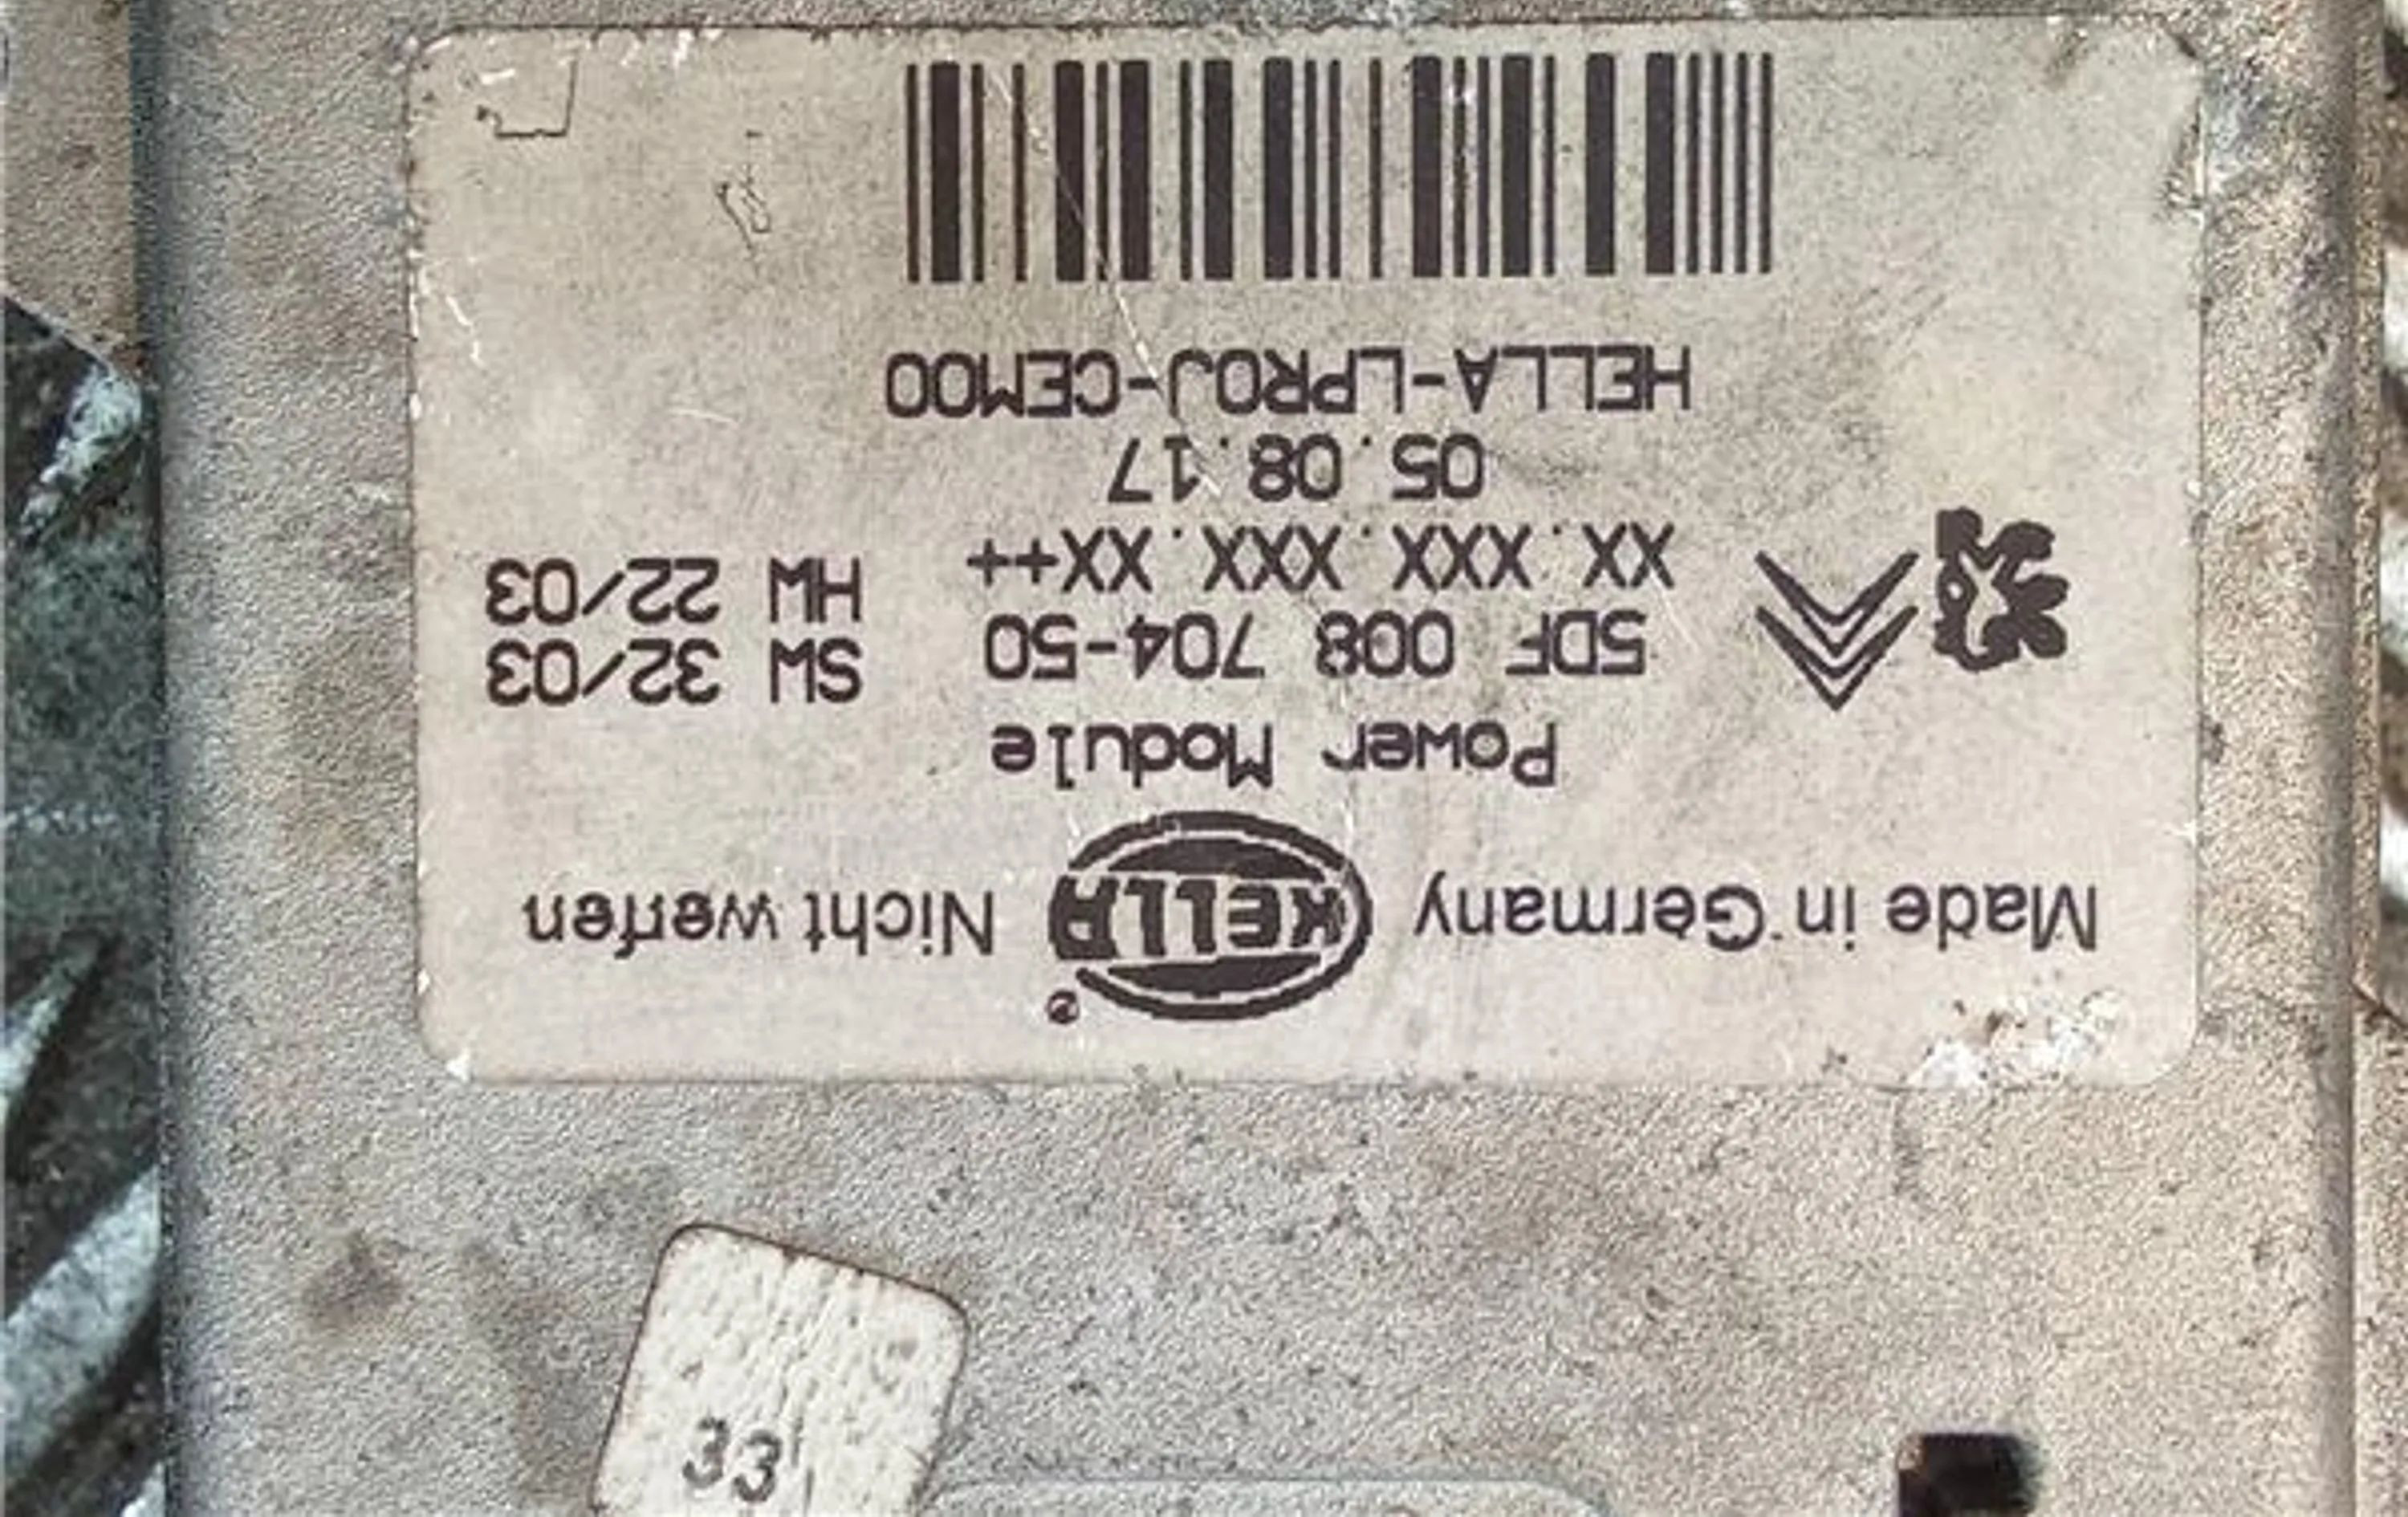 Made in Germany HELLA® Nicht werfen
Power Module
5DF 008 704-50 SW 32/03
XX.XXX.XXX.XX++ HW 22/03
05.08.17
HELLA-LPROJ-CEM00
33